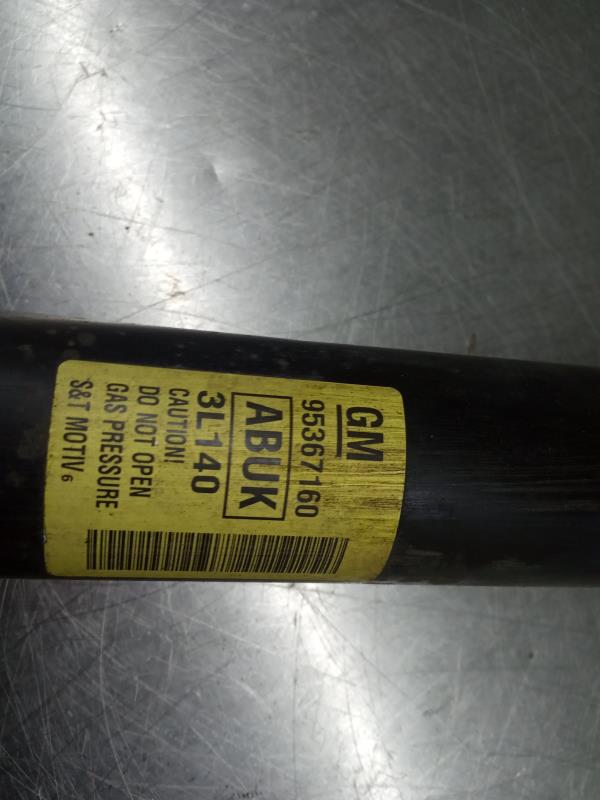 GM
95367160
ABUK
3L140
CAUTION!
DO NOT OPEN
GAS PRESSURE
S&T MOTIV 6